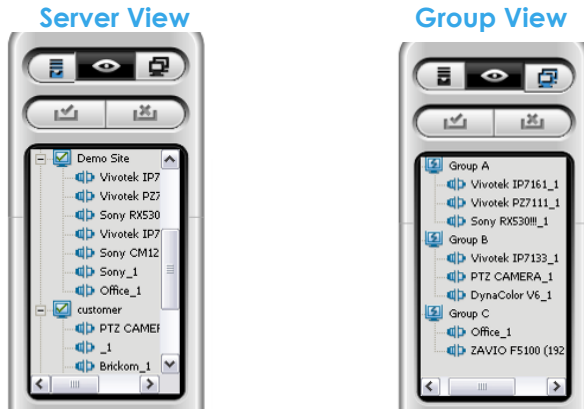 Server View
Demo Site
Vivotek IP7
Vivotek PZ7
Sony RX530
Vivotek IP7
Sony CM12
Sony_1
Office_1
customer
PTZ CAMEF
_1
Brickom_1
Group View
Group A
Vivotek IP7161_1
Vivotek PZ7111_1
Sony RX530!!!_1
Group B
Vivotek IP7133_1
PTZ CAMERA_1
DynaColor V6_1
Group C
Office_1
ZAVIO F5100 (192